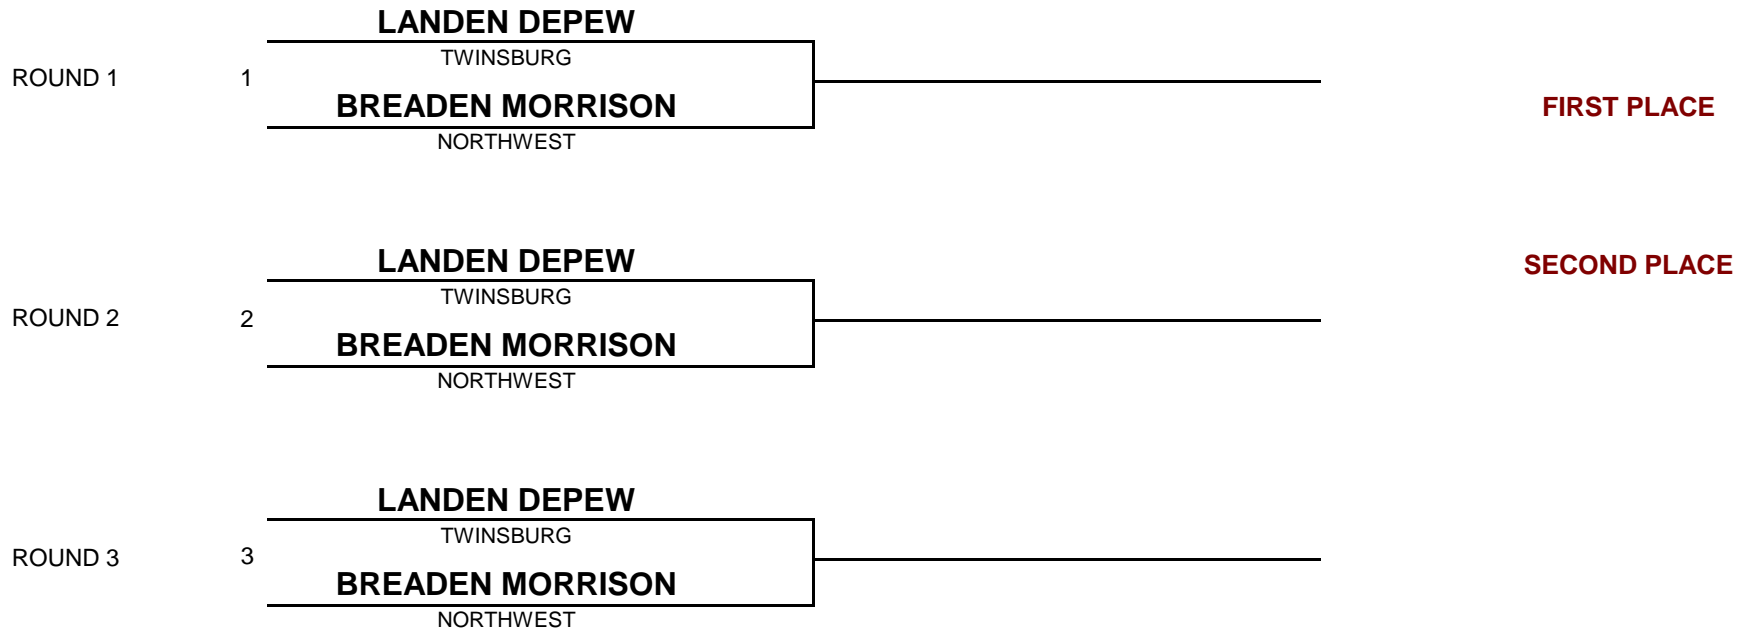 LANDEN DEPEW
TWINSBURG
ROUND 1
1
BREADEN MORRISON
NORTHWEST
FIRST PLACE
LANDEN DEPEW
TWINSBURG
SECOND PLACE
ROUND 2
2
BREADEN MORRISON
NORTHWEST
LANDEN DEPEW
TWINSBURG
ROUND 3
3
BREADEN MORRISON
NORTHWEST